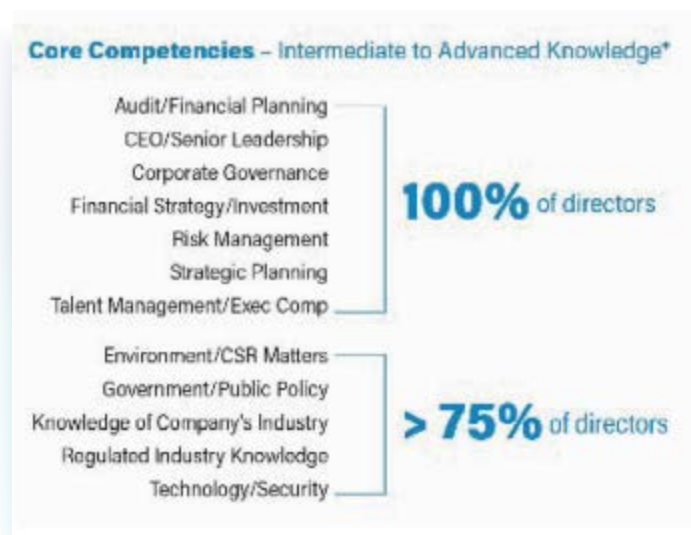 Core Competencies – Intermediate to Advanced Knowledge*
Audit/Financial Planning
CEO/Senior Leadership
Corporate Governance
Financial Strategy/Investment
Risk Management
Strategic Planning
Talent Management/Exec Comp
100% of directors
Environment/CSR Matters
Government/Public Policy
Knowledge of Company's Industry
Regulated Industry Knowledge
Technology/Security
> 75% of directors